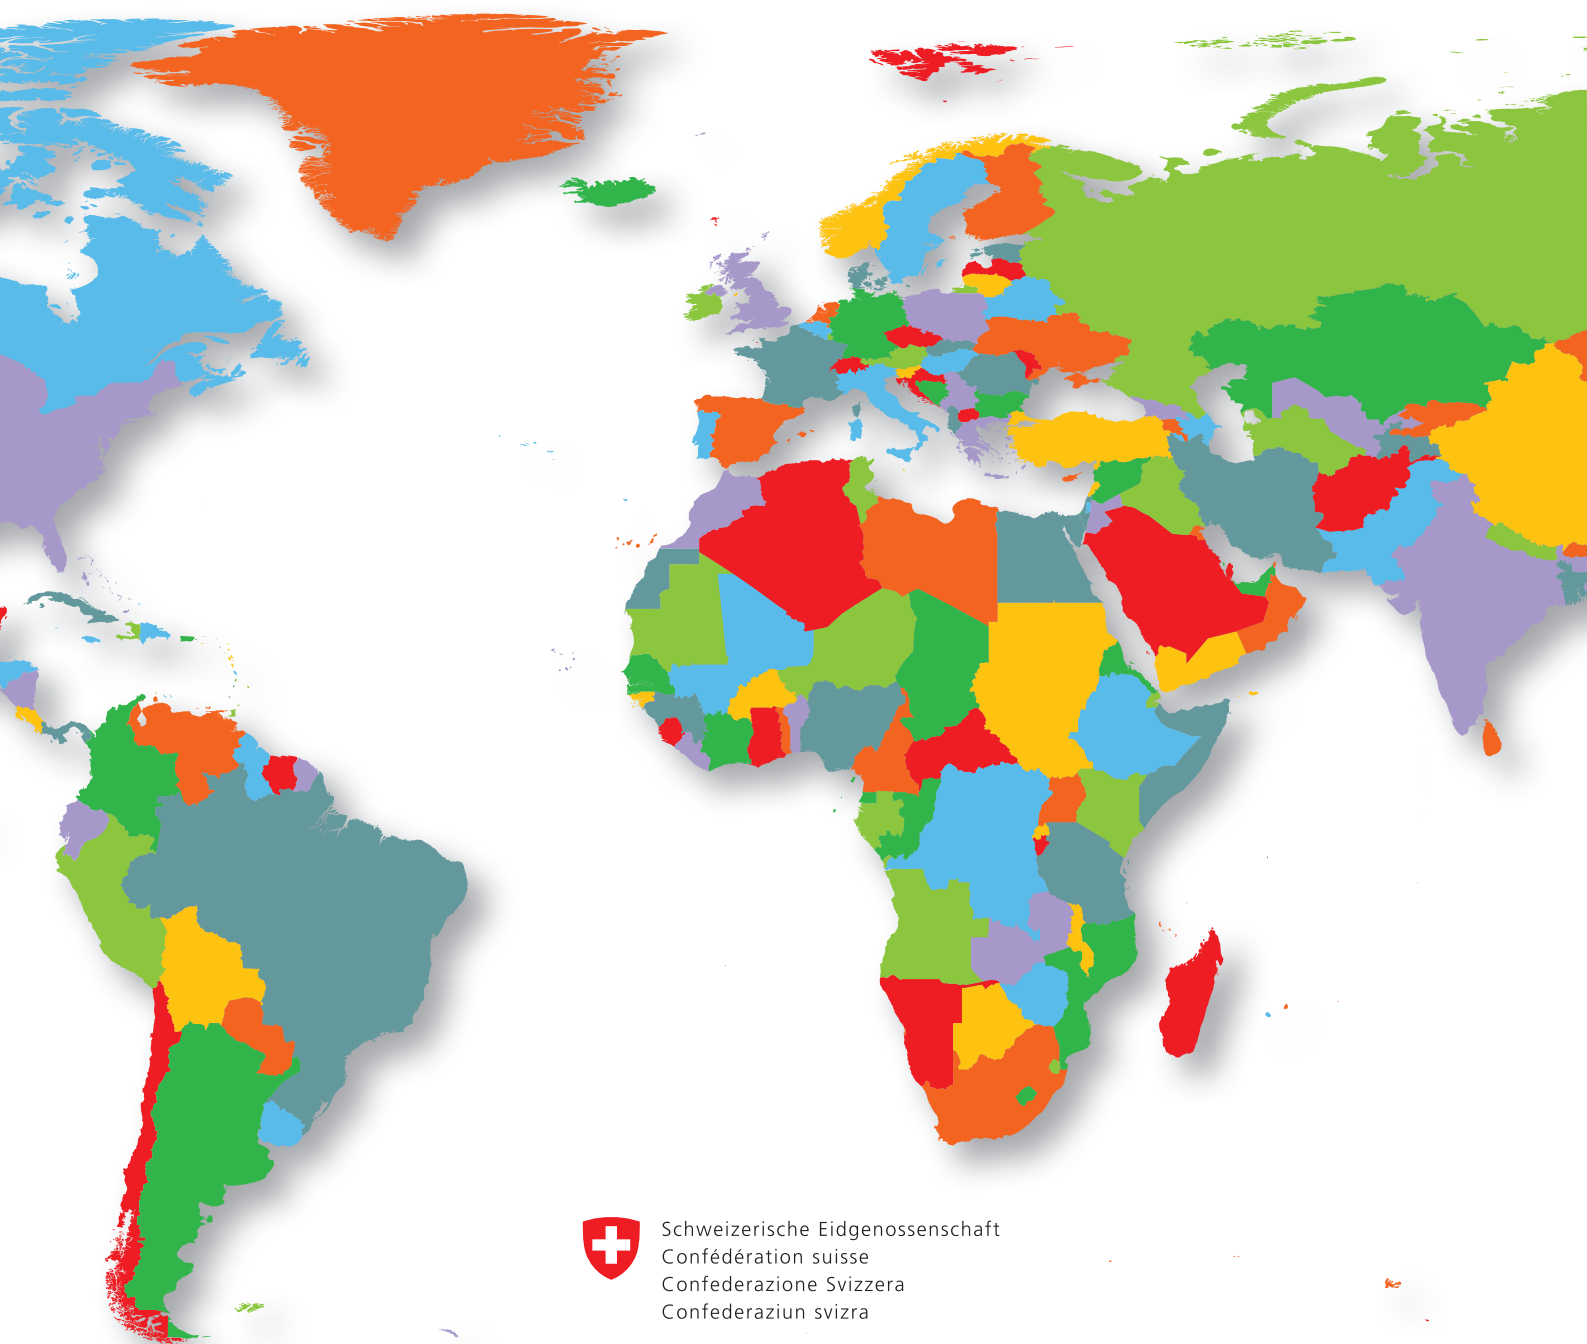 Schweizerische Eidgenossenschaft
Confédération suisse
Confederazione Svizzera
Confederaziun svizra